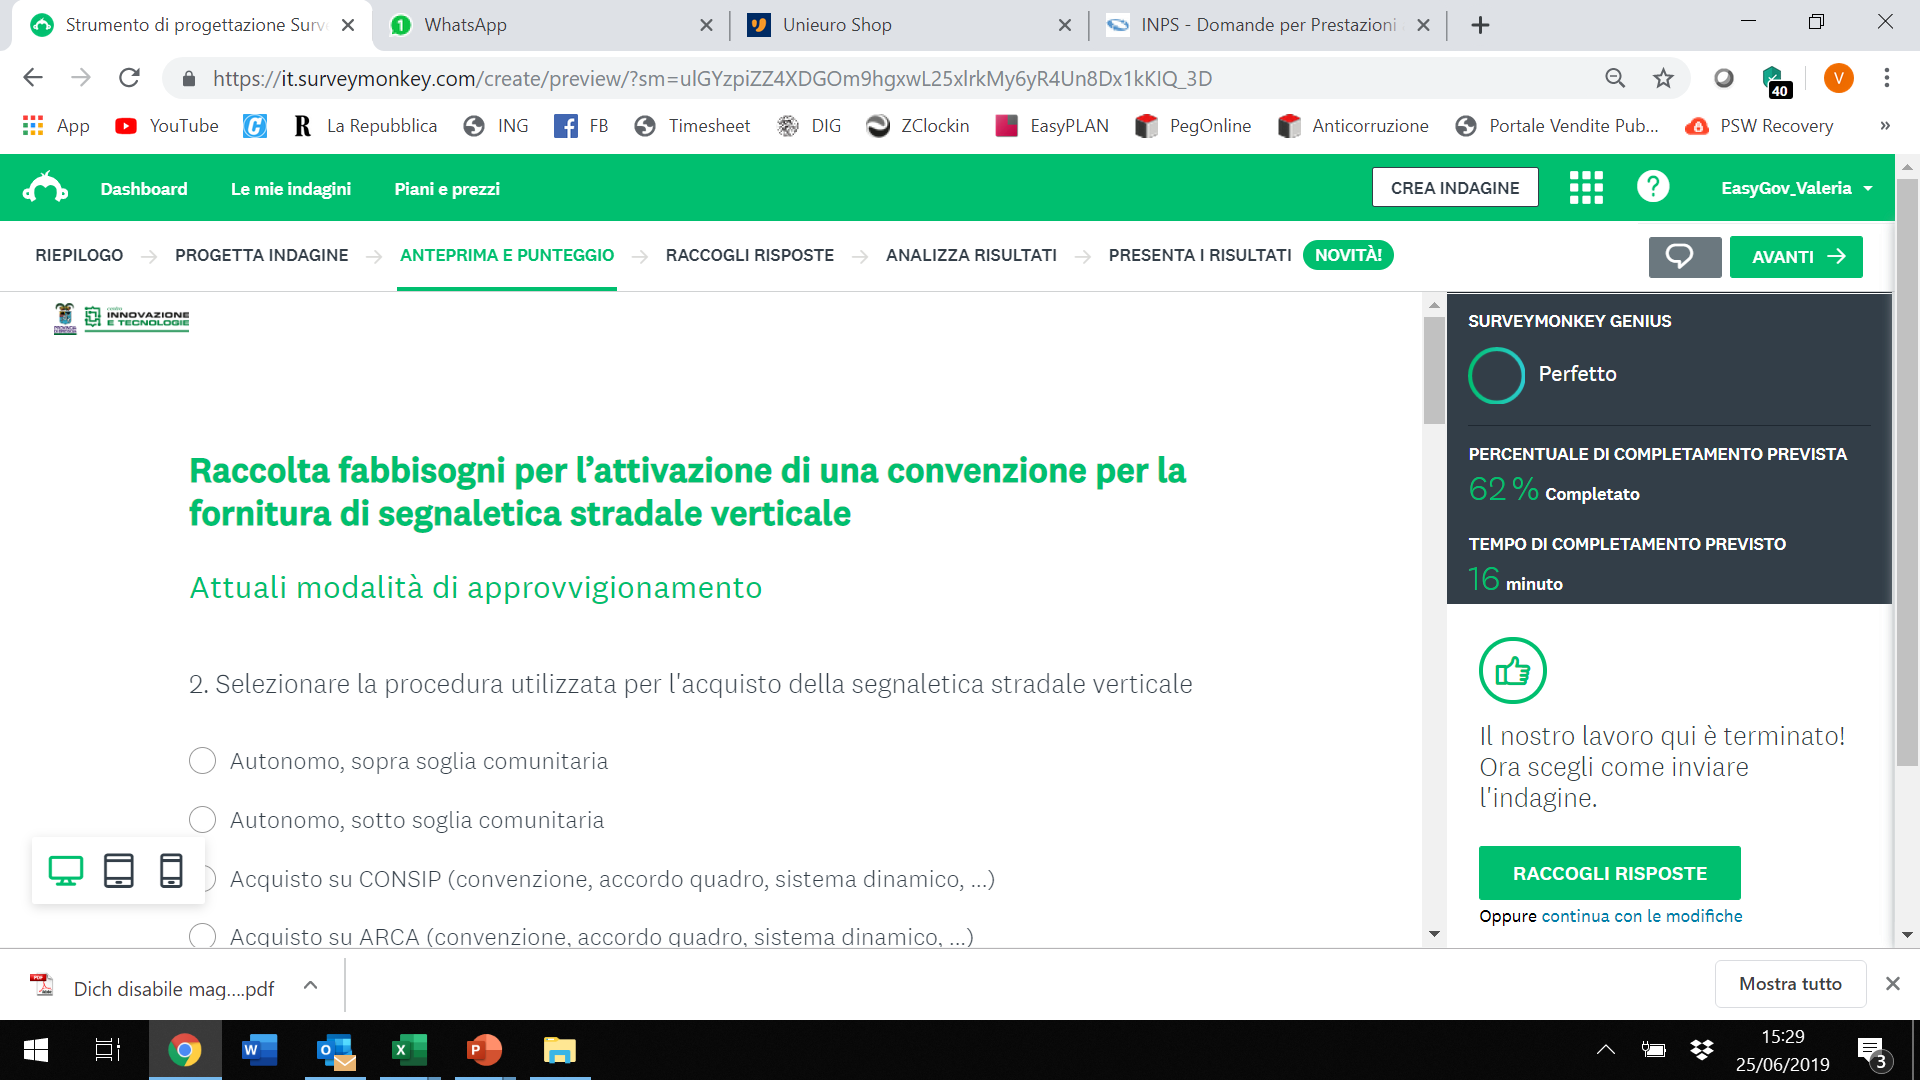 Strumento di progettazione Surv
WhatsApp
Unieuro Shop
INPS - Domande per Prestazioni
https://it.surveymonkey.com/create/preview/?sm=ulGYzpiZZ4XDGOm9hgxwL25xlrkMy6yR4Un8Dx1kKIQ_3D
40
V
App
YouTube
La Repubblica
ING
FB
Timesheet
DIG
ZClockin
EasyPLAN
PegOnline
Anticorruzione
Portale Vendite Pub...
PSW Recovery
»
Dashboard
Le mie indagini
Piani e prezzi
CREA INDAGINE
?
EasyGov_Valeria
RIEPILOGO
PROGETTA INDAGINE
ANTEPRIMA E PUNTEGGIO
RACCOGLI RISPOSTE
ANALIZZA RISULTATI
PRESENTA I RISULTATI
NOVITÀ!
AVANTI
INNOVAZIONE
E TECNOLOGIE
Raccolta fabbisogni per l’attivazione di una convenzione per la
fornitura di segnaletica stradale verticale
Attuali modalità di approvvigionamento
2. Selezionare la procedura utilizzata per l'acquisto della segnaletica stradale verticale
Autonomo, sopra soglia comunitaria
Autonomo, sotto soglia comunitaria
Acquisto su CONSIP (convenzione, accordo quadro, sistema dinamico, ...)
Acquisto su ARCA (convenzione, accordo quadro, sistema dinamico, ...)
SURVEYMONKEY GENIUS
Perfetto
PERCENTUALE DI COMPLETAMENTO PREVISTA
62 % Completato
TEMPO DI COMPLETAMENTO PREVISTO
16 minuto
Il nostro lavoro qui è terminato!
Ora scegli come inviare
l'indagine.
RACCOGLI RISPOSTE
Oppure continua con le modifiche
Dich disabile mag....pdf
Mostra tutto
15:29
25/06/2019
3